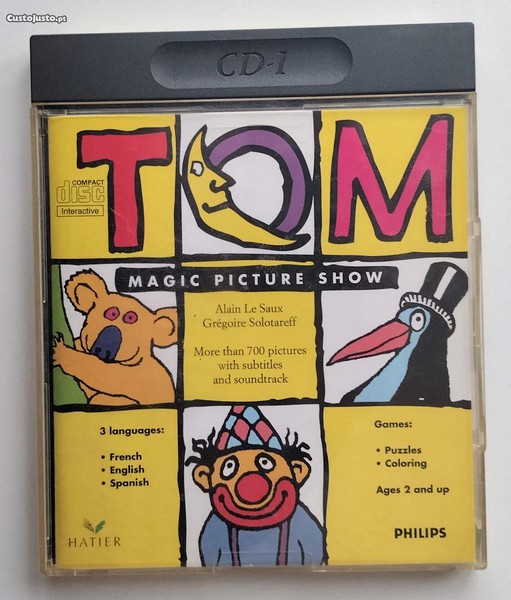 CustoJusto.pt
CD-I
TOM
COMPACT
disc
Interactive
MAGIC PICTURE SHOW
Alain Le Saux
Grégoire Solotareff
More than 700 pictures
with subtitles
and soundtrack
3 languages:
• French
• English
• Spanish
Games:
• Puzzles
• Coloring
Ages 2 and up
HATIER
PHILIPS